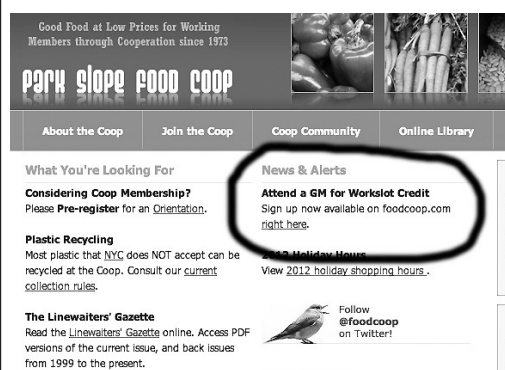 Good Food at Low Prices for Working
Members through Cooperation since 1973
PARK SLOPE FOOD COOP
About the Coop
Join the Coop
Coop Community
Online Library
What You're Looking For
Considering Coop Membership?
Please Pre-register for an Orientation.
Plastic Recycling
Most plastic that NYC does NOT accept can be
recycled at the Coop. Consult our current
collection rules.
The Linewaiters' Gazette
Read the Linewaiters' Gazette online. Access PDF
versions of the current issue, and back issues
from 1999 to the present.
News & Alerts
Attend a GM for Workslot Credit
Sign up now available on foodcoop.com
right here.
2012 Holiday Hours
View 2012 holiday shopping hours .
Follow
@foodcoop
on Twitter!